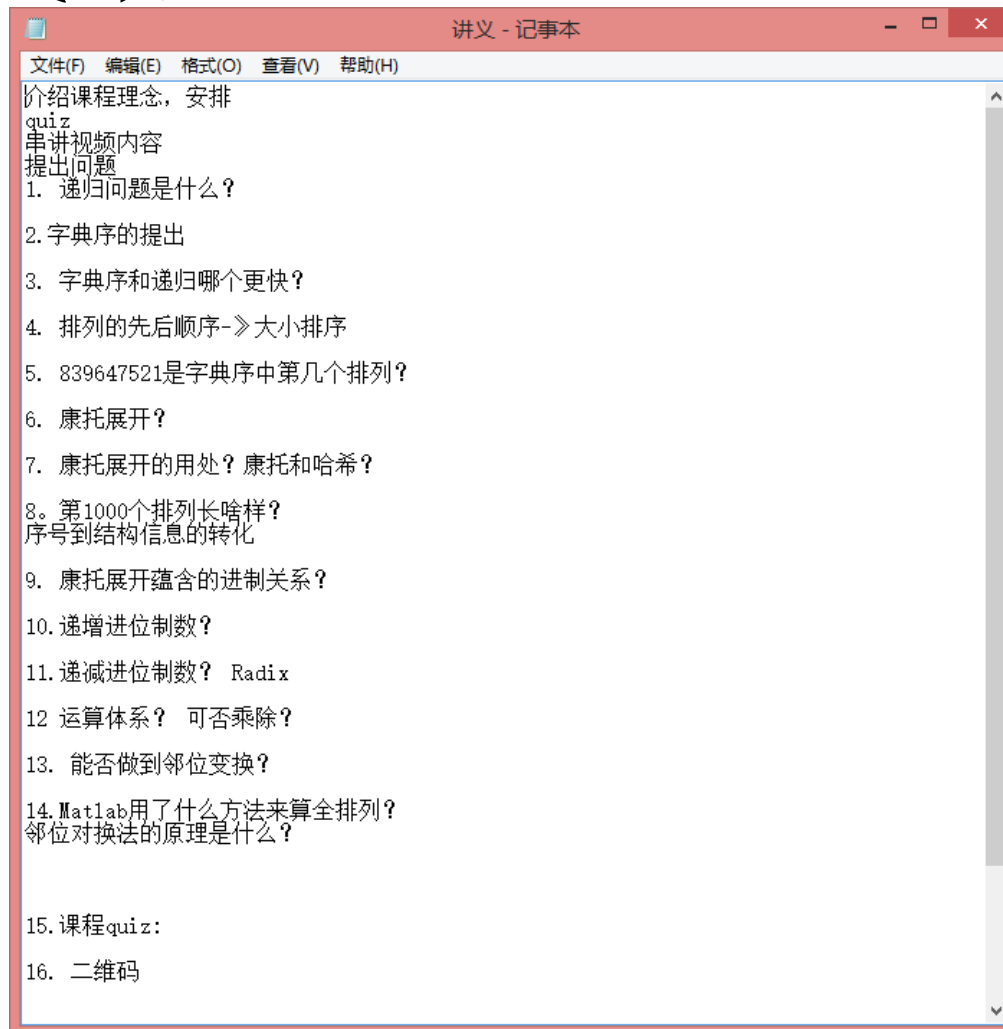 讲义 - 记事本
文件(F) 编辑(E) 格式(O) 查看(V) 帮助(H)
介绍课程理念，安排
quiz
串讲视频内容
提出问题
1. 递归问题是什么？
2.字典序的提出
3. 字典序和递归哪个更快？
4. 排列的先后顺序-》大小排序
5. 839647521是字典序中第几个排列？
6. 康托展开？
7. 康托展开的用处？康托和哈希？
8。第1000个排列长啥样？
序号到结构信息的转化
9. 康托展开蕴含的进制关系？
10.递增进位制数？
11.递减进位制数？ Radix
12 运算体系？ 可否乘除？
13. 能否做到邻位变换？
14.Matlab用了什么方法来算全排列？
邻位对换法的原理是什么？
15.课程quiz:
16. 二维码